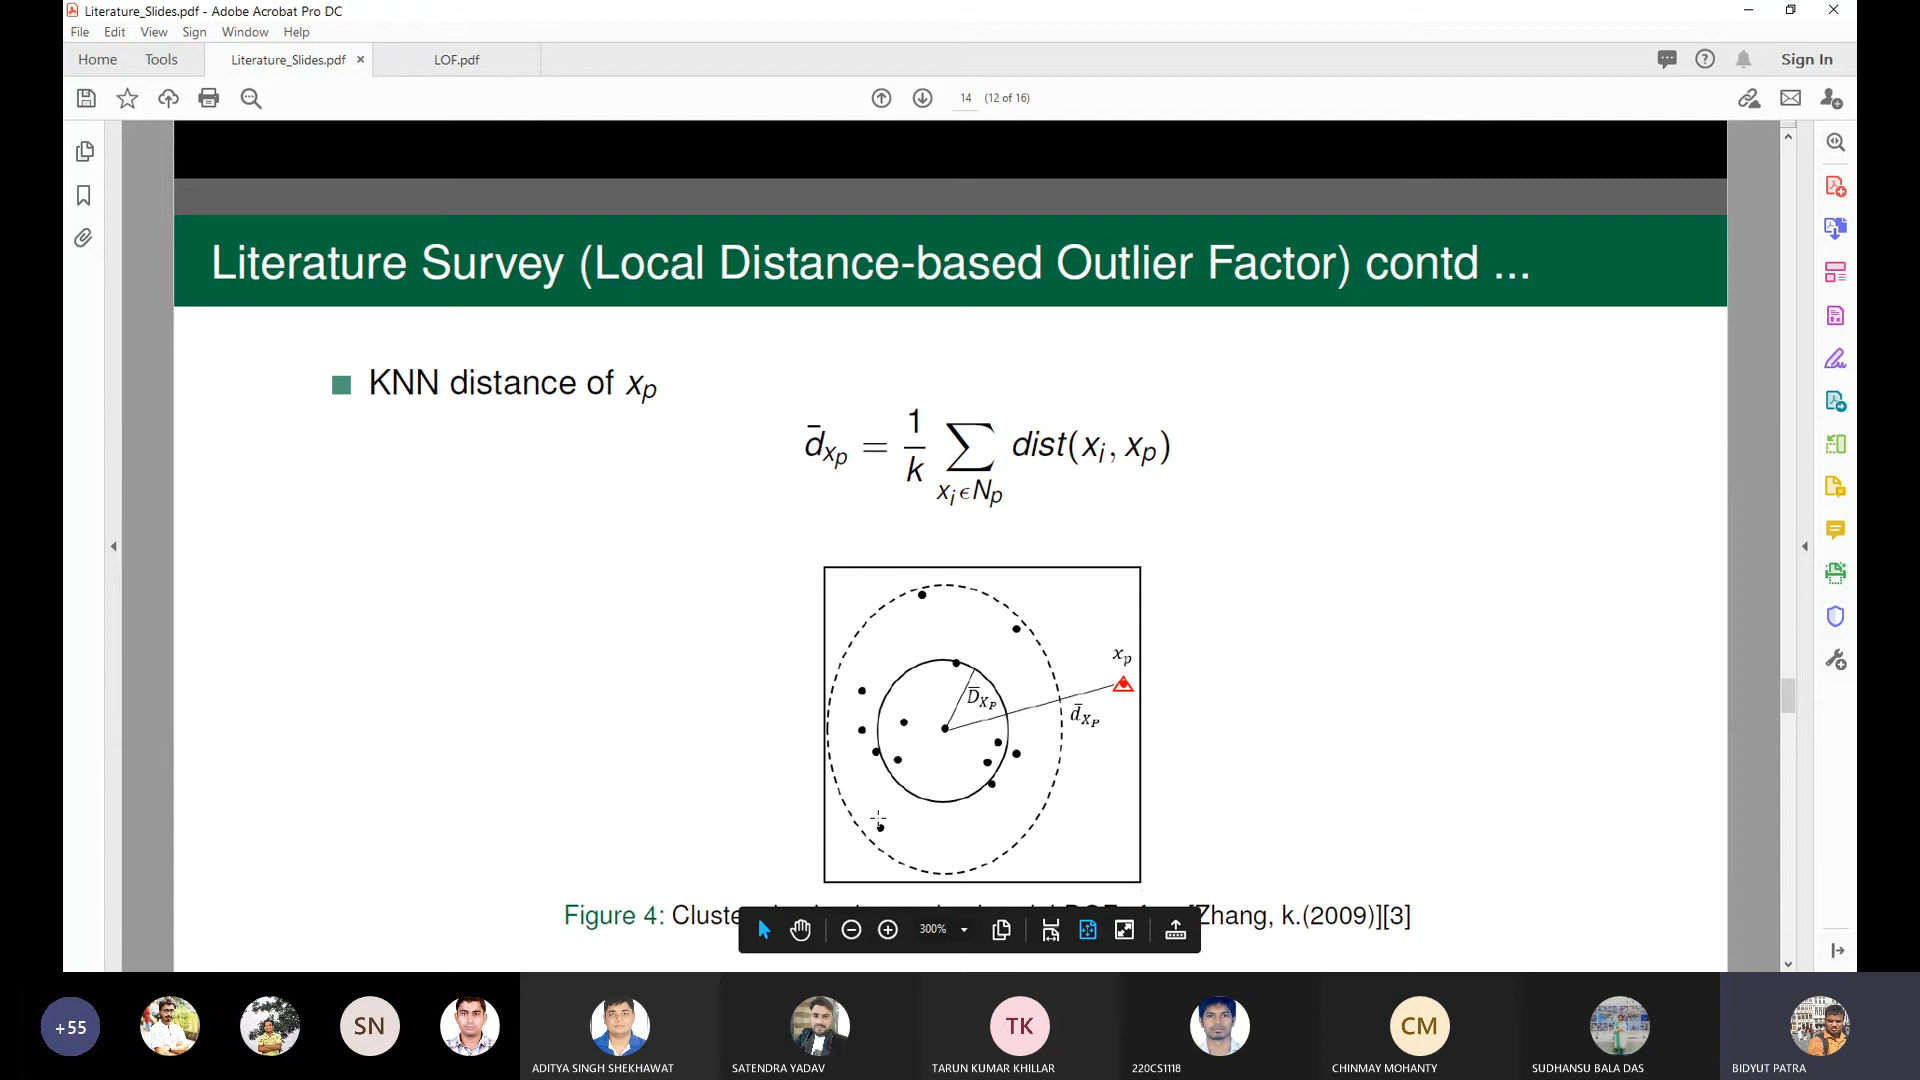 Literature_Slides.pdf - Adobe Acrobat Pro DC
File Edit View Sign Window Help
Home Tools Literature_Slides.pdf × LOF.pdf Sign In
14 (12 of 16)
Literature Survey (Local Distance-based Outlier Factor) contd ...
KNN distance of x_p
d̄_{x_p} = 1/k ∑_{x_i ϵ N_p} dist(x_i, x_p)
x_p
D̄_{X_P}
d̄_{X_P}
Figure 4: Zhang, k.(2009)][3]
300%
+55 SN TK CM
ADITYA SINGH SHEKHAWAT SATENDRA YADAV TARUN KUMAR KHILLAR 220CS1118 CHINMAY MOHANTY SUDHANSU BALA DAS BIDYUT PATRA